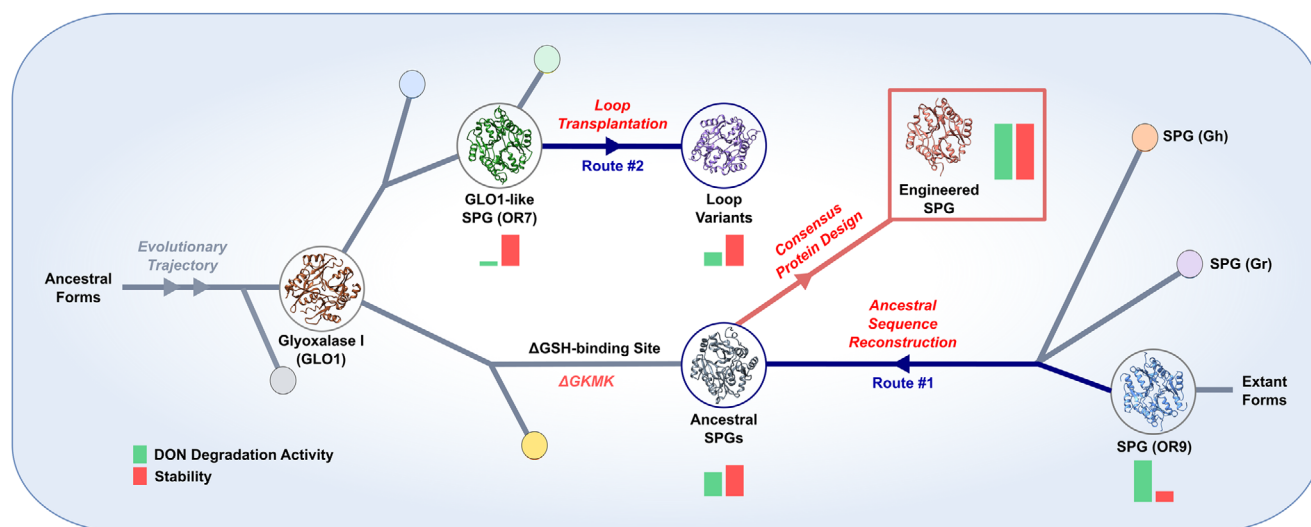 Loop
Transplantation
Route #2
GLO1-like
SPG (OR7)
Loop
Variants
Engineered
SPG
SPG (Gh)
SPG (Gr)
Consensus
Protein Design
Evolutionary
Trajectory
Ancestral
Forms
Glyoxalase I
(GLO1)
ΔGSH-binding Site
ΔGKMK
Ancestral
SPGs
Ancestral
Sequence
Reconstruction
Route #1
Extant
Forms
SPG (OR9)
DON Degradation Activity
Stability